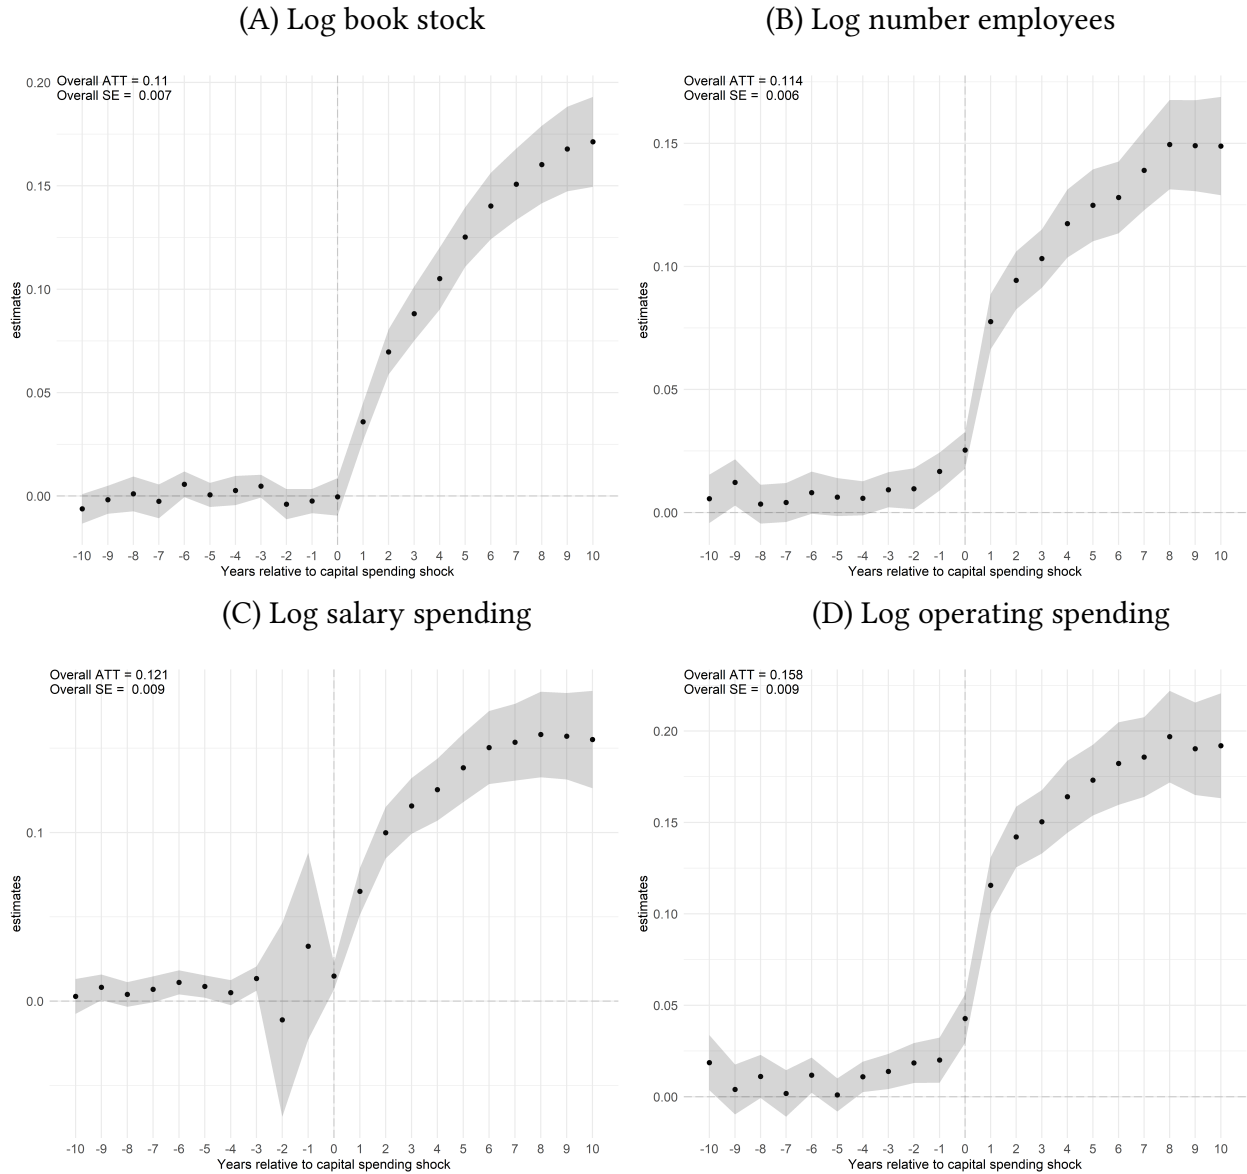 (A) Log book stock
Overall ATT = 0.11
Overall SE =  0.007
0.20
0.15
0.10
0.05
0.00
estimates
-10 -9 -8 -7 -6 -5 -4 -3 -2 -1 0 1 2 3 4 5 6 7 8 9 10
Years relative to capital spending shock
(B) Log number employees
Overall ATT = 0.114
Overall SE =  0.006
0.15
0.10
0.05
0.00
estimates
-10 -9 -8 -7 -6 -5 -4 -3 -2 -1 0 1 2 3 4 5 6 7 8 9 10
Years relative to capital spending shock
(C) Log salary spending
Overall ATT = 0.121
Overall SE =  0.009
0.1
0.0
estimates
-10 -9 -8 -7 -6 -5 -4 -3 -2 -1 0 1 2 3 4 5 6 7 8 9 10
Years relative to capital spending shock
(D) Log operating spending
Overall ATT = 0.158
Overall SE =  0.009
0.20
0.15
0.10
0.05
0.00
estimates
-10 -9 -8 -7 -6 -5 -4 -3 -2 -1 0 1 2 3 4 5 6 7 8 9 10
Years relative to capital spending shock